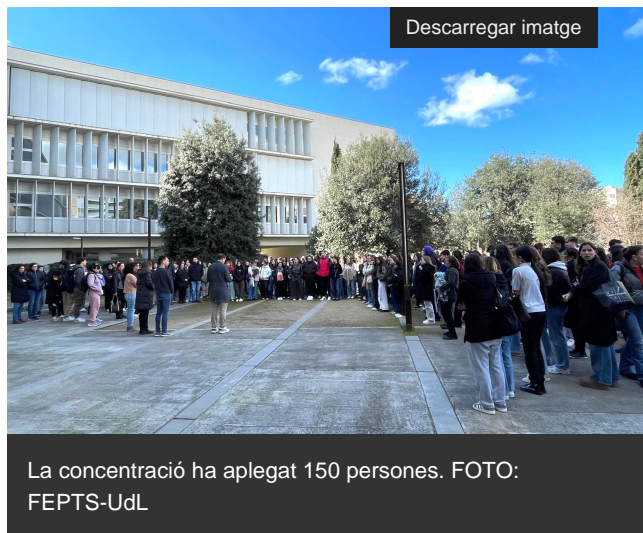 Descarregar imatge
La concentració ha aplegat 150 persones. FOTO:
FEPTS-UdL